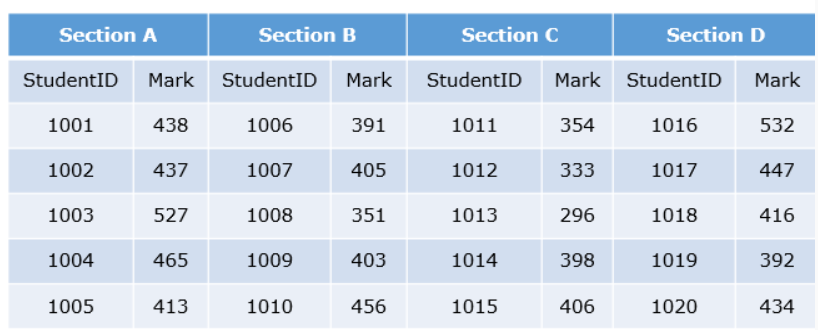 Section A Section B Section C Section D
StudentID Mark StudentID Mark StudentID Mark StudentID Mark
1001 438 1006 391 1011 354 1016 532
1002 437 1007 405 1012 333 1017 447
1003 527 1008 351 1013 296 1018 416
1004 465 1009 403 1014 398 1019 392
1005 413 1010 456 1015 406 1020 434